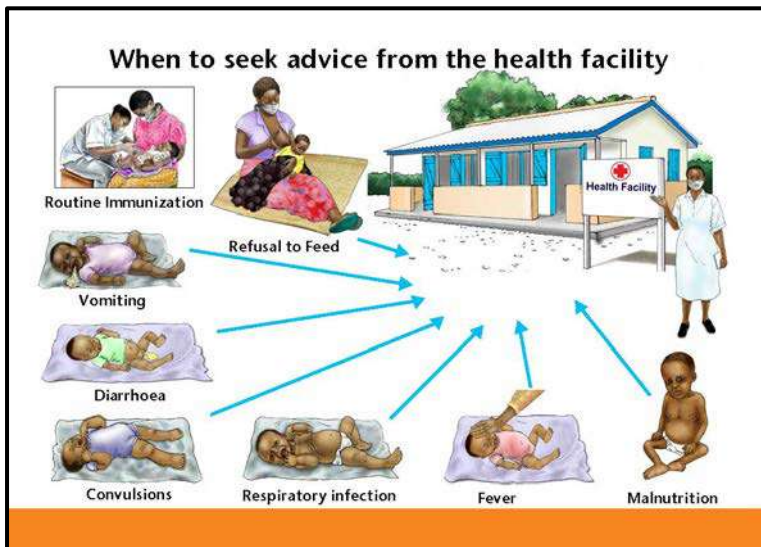 When to seek advice from the health facility
Routine Immunization
Refusal to Feed
Health Facility
Vomiting
Diarrhoea
Convulsions
Respiratory infection
Fever
Malnutrition